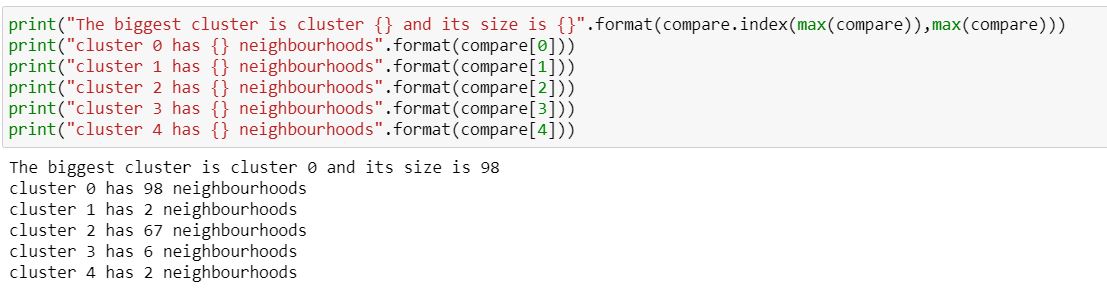 print("The biggest cluster is cluster {} and its size is {}".format(compare.index(max(compare)),max(compare)))
print("cluster 0 has {} neighbourhoods".format(compare[0]))
print("cluster 1 has {} neighbourhoods".format(compare[1]))
print("cluster 2 has {} neighbourhoods".format(compare[2]))
print("cluster 3 has {} neighbourhoods".format(compare[3]))
print("cluster 4 has {} neighbourhoods".format(compare[4]))
The biggest cluster is cluster 0 and its size is 98
cluster 0 has 98 neighbourhoods
cluster 1 has 2 neighbourhoods
cluster 2 has 67 neighbourhoods
cluster 3 has 6 neighbourhoods
cluster 4 has 2 neighbourhoods